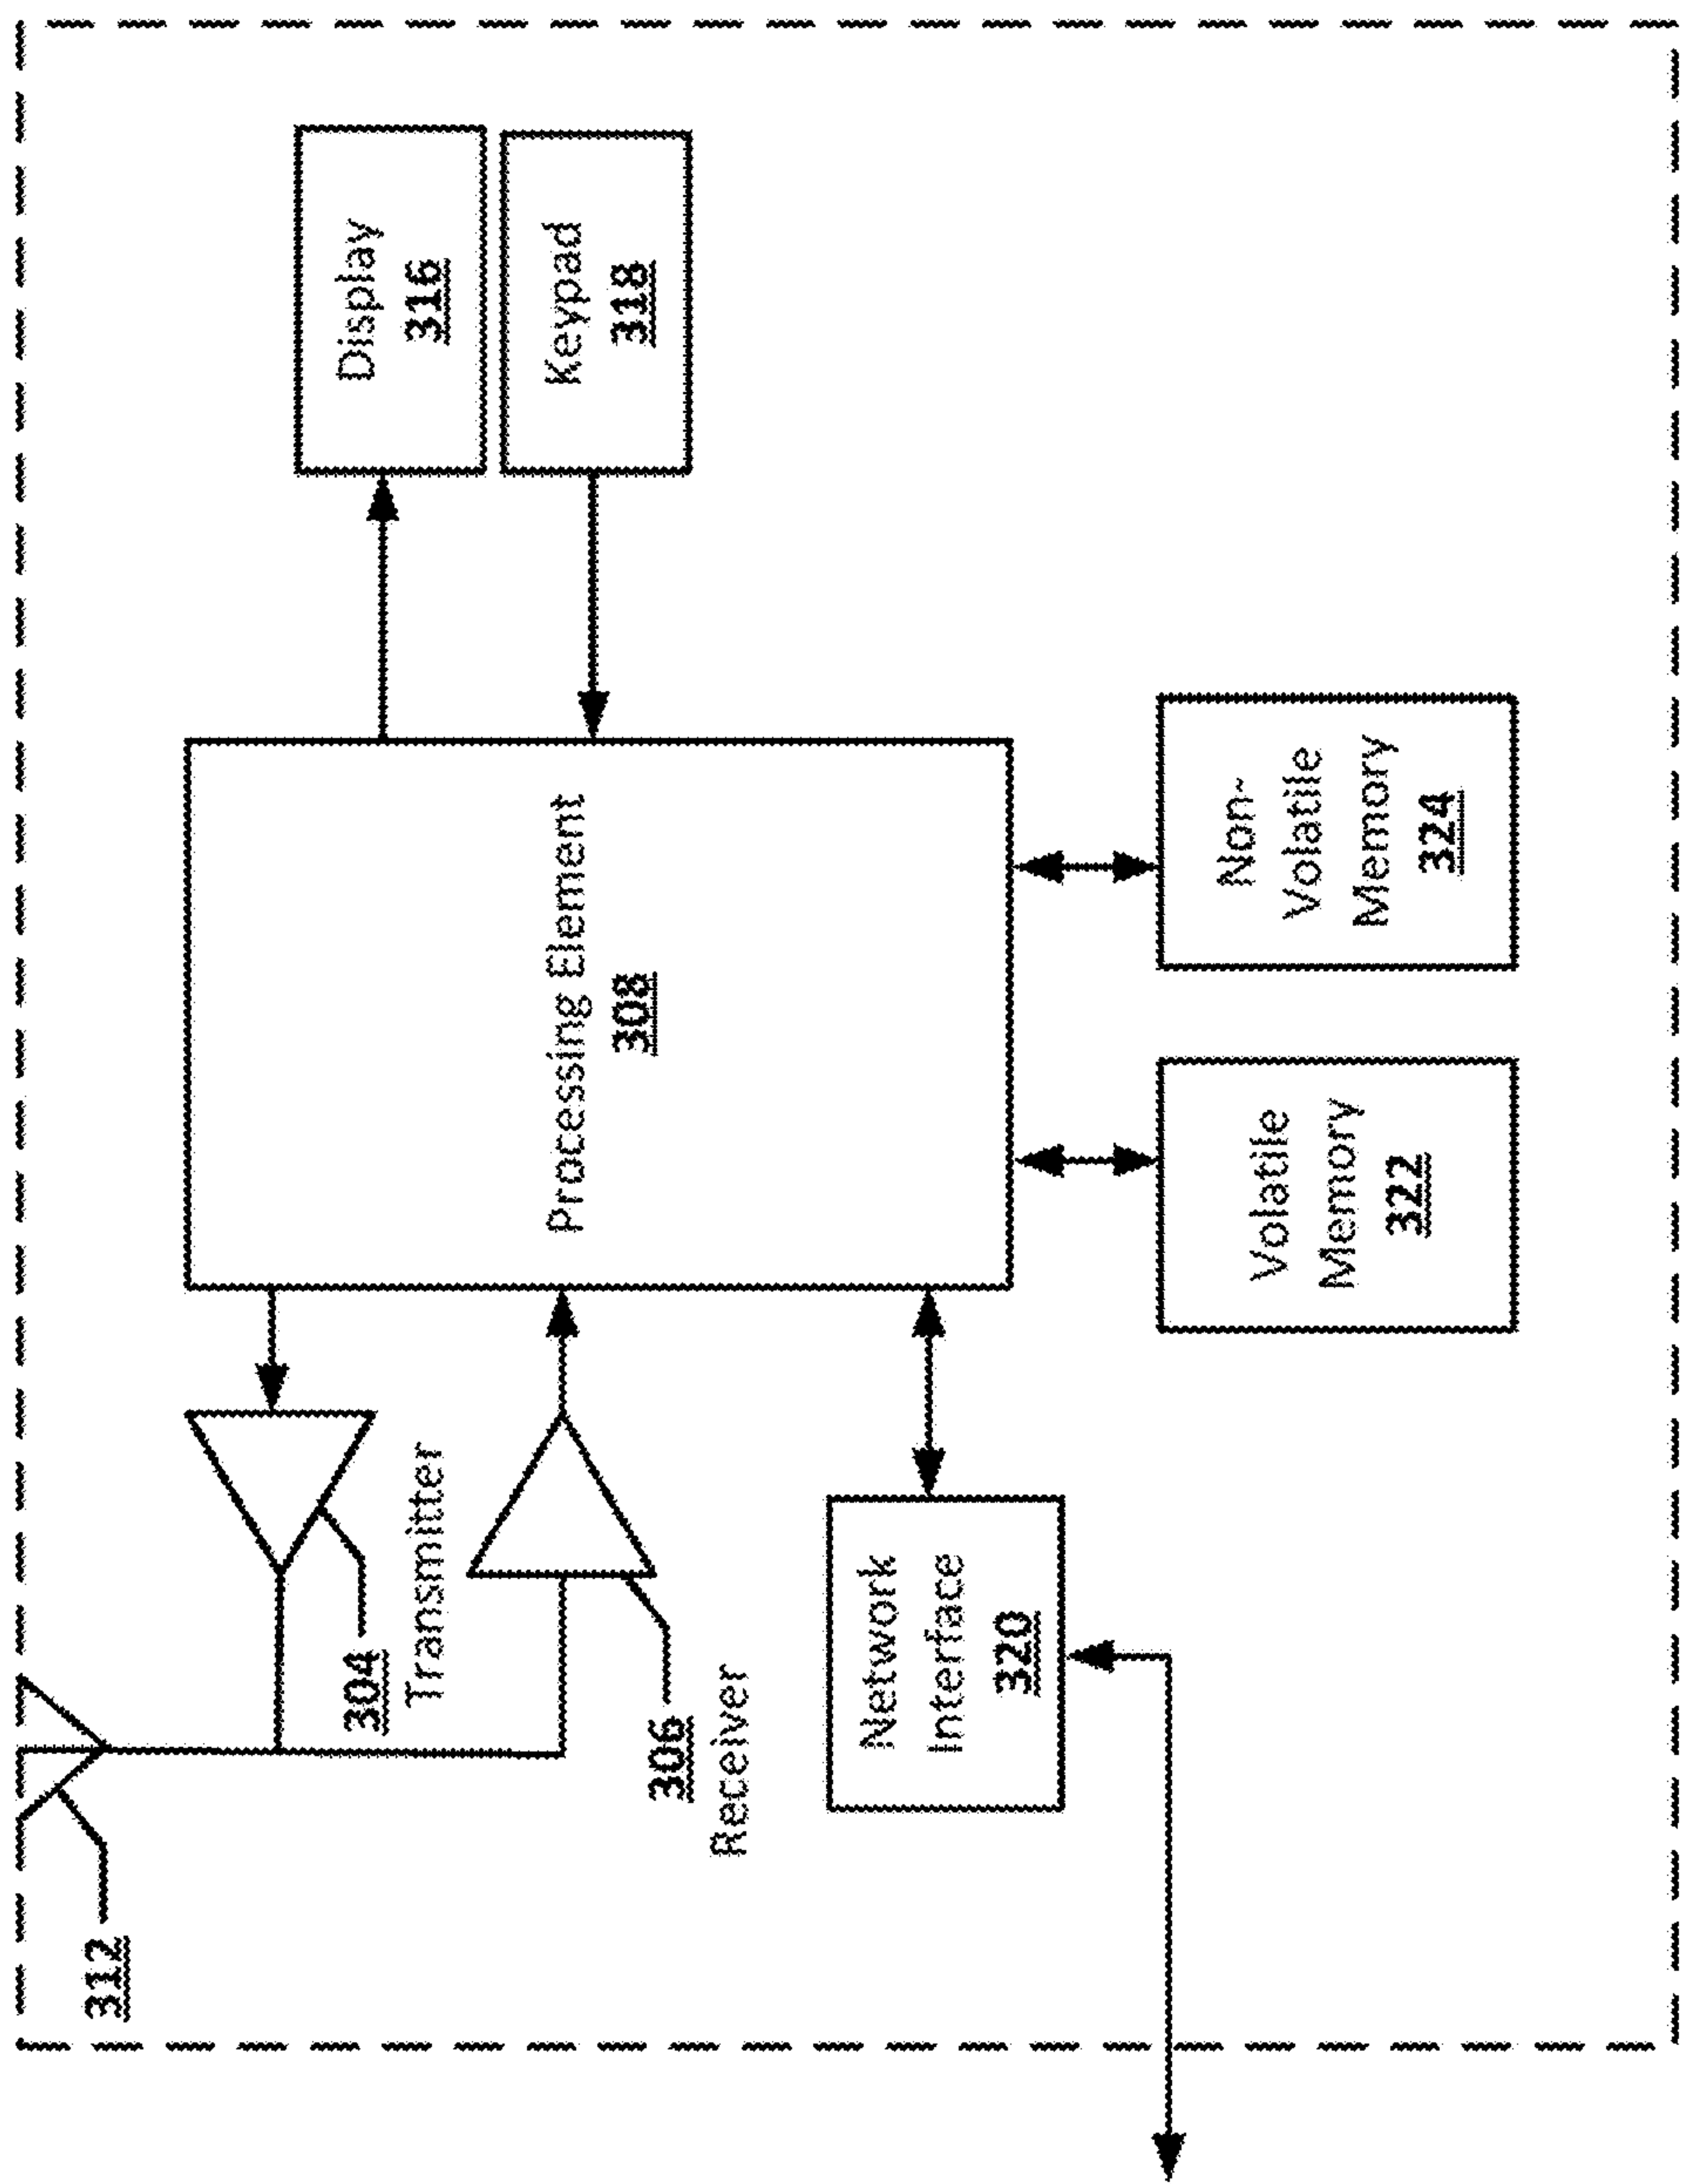 312
304
Transmitter
306
Receiver
Processing Element
308
Display
316
Keypad
318
Network
Interface
320
Volatile
Memory
322
Non-
Volatile
Memory
324